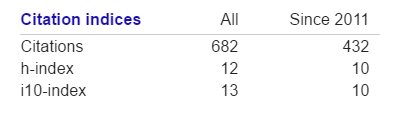 Citation indices All Since 2011
Citations 682 432
h-index 12 10
i10-index 13 10